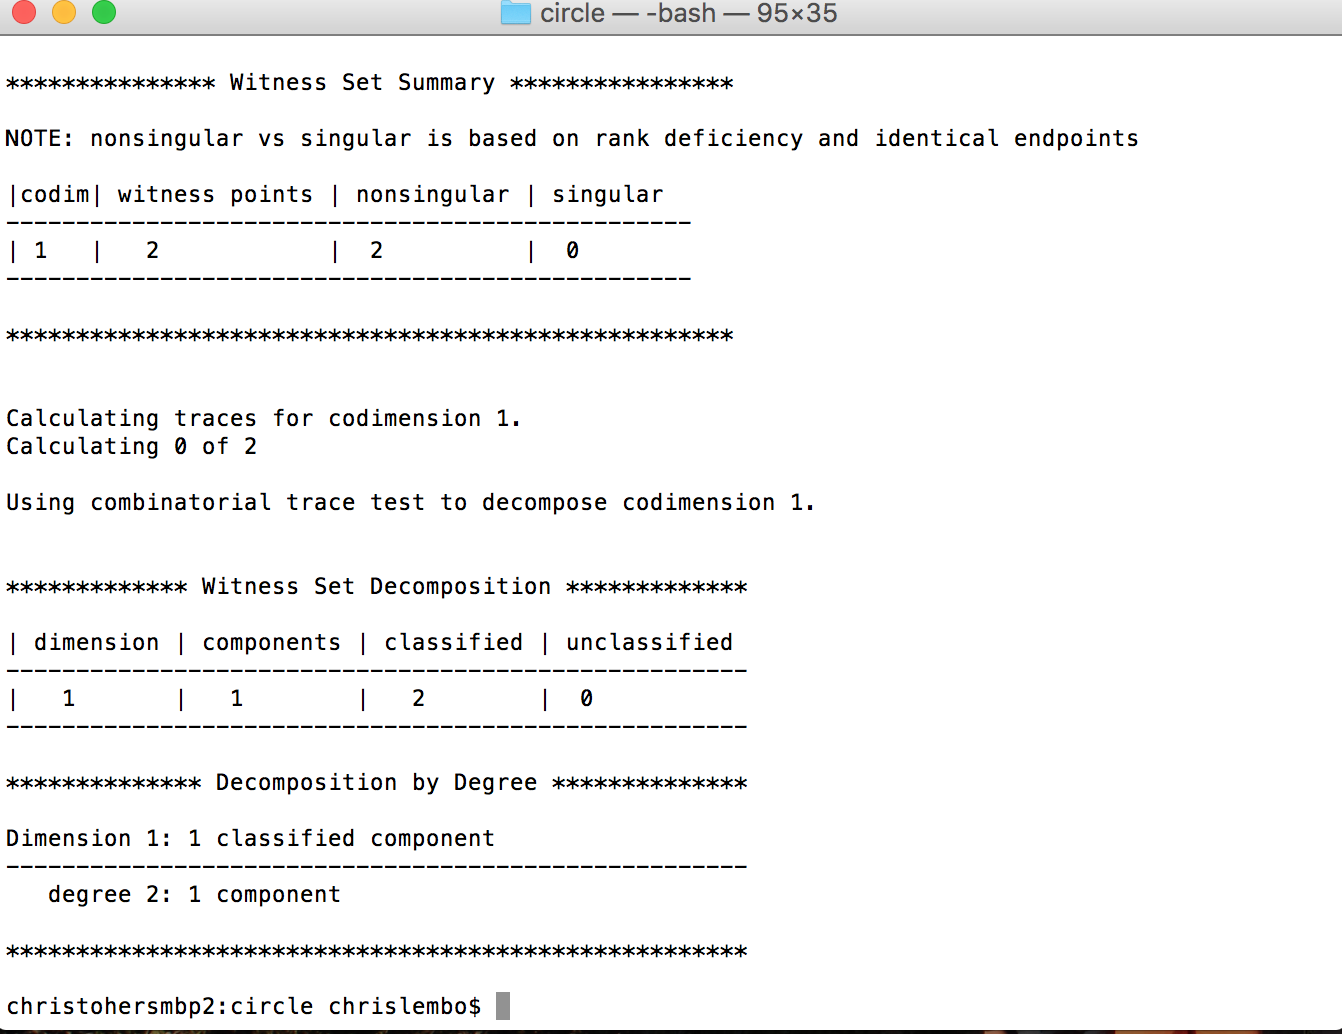 circle — -bash — 95×35
*************** Witness Set Summary ****************
NOTE: nonsingular vs singular is based on rank deficiency and identical endpoints
|codim| witness points | nonsingular | singular
-------------------------------------------------
| 1   |   2            |  2          |  0
-------------------------------------------------
****************************************************
Calculating traces for codimension 1.
Calculating 0 of 2
Using combinatorial trace test to decompose codimension 1.
************* Witness Set Decomposition *************
| dimension | components | classified | unclassified
-----------------------------------------------------
|   1       |   1        |   2        |  0
-----------------------------------------------------
************** Decomposition by Degree **************
Dimension 1: 1 classified component
-----------------------------------------------------
   degree 2: 1 component
*****************************************************
christohersmbp2:circle chrislembo$